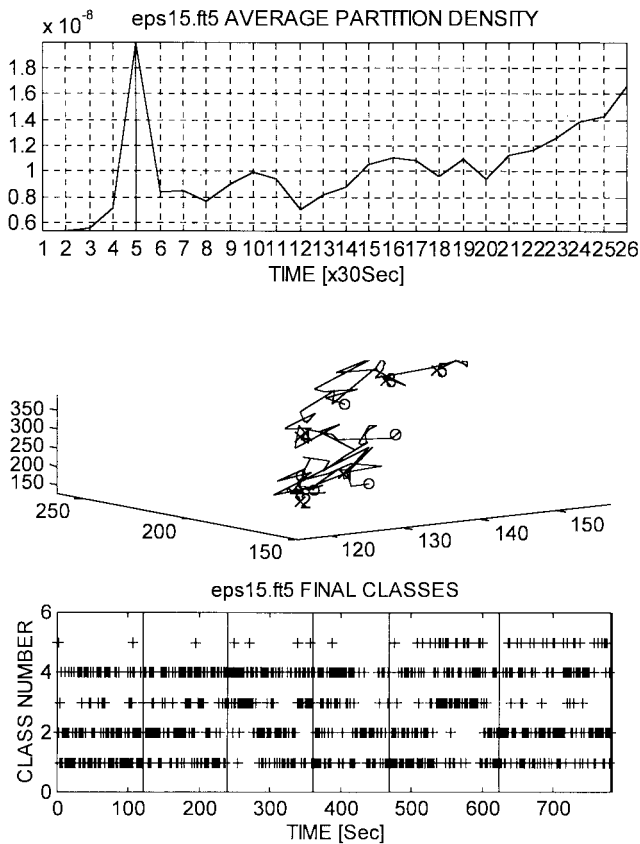 eps15.ft5 AVERAGE PARTITION DENSITY
x 10^-8
1.8
1.6
1.4
1.2
1
0.8
0.6
1 2 3 4 5 6 7 8 9 10 11 12 13 14 15 16 17 18 19 20 21 22 23 24 25 26
TIME [x30Sec]
350
300
250
200
150
250 200 150 120 130 140 150
eps15.ft5 FINAL CLASSES
CLASS NUMBER
6
4
2
0
0 100 200 300 400 500 600 700
TIME [Sec]